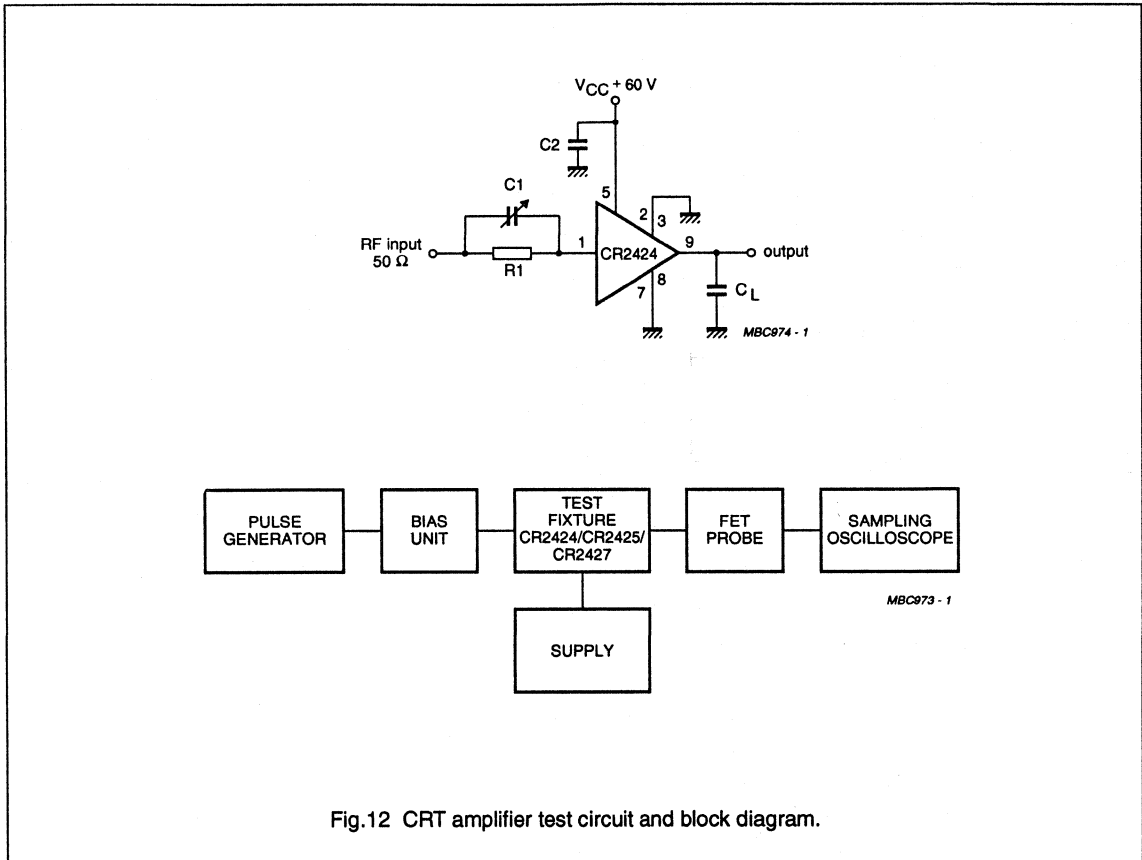 VCC + 60 V
C2
C1
5
2
3
RF input
50 Ω
1
CR2424
9
output
R1
8
7
CL
MBC974 - 1
PULSE
GENERATOR
BIAS
UNIT
TEST
FIXTURE
CR2424/CR2425/
CR2427
FET
PROBE
SAMPLING
OSCILLOSCOPE
MBC973 - 1
SUPPLY
Fig.12 CRT amplifier test circuit and block diagram.